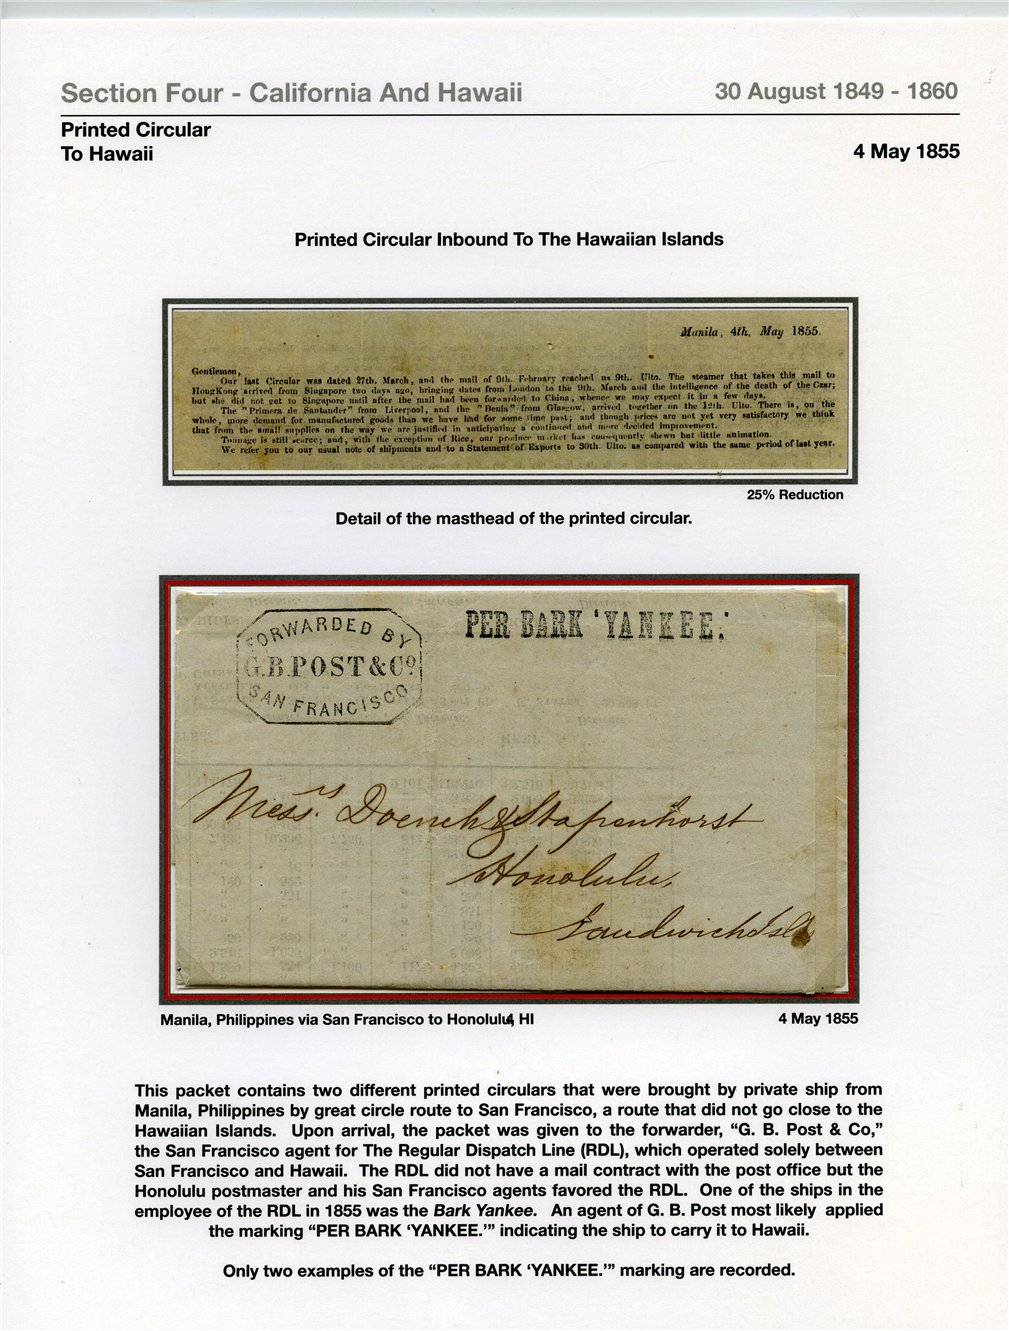 Section Four - California And Hawaii
30 August 1849 - 1860
Printed Circular
To Hawaii
4 May 1855
Printed Circular Inbound To The Hawaiian Islands
Manila, 4th. May 1855.
Gentlemen,
Our last Circular was dated 27th. March, and the mail of 9th. February reached us 9th. Ulto. The steamer that takes this mail to
HongKong arrived from Singapore two days ago, bringing dates from London to the 9th. March and the intelligence of the death of the Czar;
but she did not get to Singapore until after the mail had been forwarded to China, whence we may expect it in a few days.
The "Primera de Santander" from Liverpool, and the "Denia" from Glasgow, arrived together on the 12th. Ulto. There is, on the
whole, more demand for manufactured goods than we have had for some time past; and though prices are not yet very satisfactory we think
that from the small supplies on the way we are justified in anticipating a continued and more decided improvement.
Tonnage is still scarce; and, with the exception of Rice, our produce market has consequently shewn but little animation.
We refer you to our usual note of shipments and to a Statement of Exports to 30th. Ulto. as compared with the same period of last year.
25% Reduction
Detail of the masthead of the printed circular.
FORWARDED BY
G.B.POST & Co
SAN FRANCISCO
PER BARK 'YANKEE.'
Messrs. Doench & Stapenhorst
Honolulu,
Sandwich Isls
Manila, Philippines via San Francisco to Honolulu, HI
4 May 1855
This packet contains two different printed circulars that were brought by private ship from
Manila, Philippines by great circle route to San Francisco, a route that did not go close to the
Hawaiian Islands. Upon arrival, the packet was given to the forwarder, “G. B. Post & Co,”
the San Francisco agent for The Regular Dispatch Line (RDL), which operated solely between
San Francisco and Hawaii. The RDL did not have a mail contract with the post office but the
Honolulu postmaster and his San Francisco agents favored the RDL. One of the ships in the
employee of the RDL in 1855 was the Bark Yankee. An agent of G. B. Post most likely applied
the marking “PER BARK ‘YANKEE.’” indicating the ship to carry it to Hawaii.
Only two examples of the “PER BARK ‘YANKEE.’” marking are recorded.